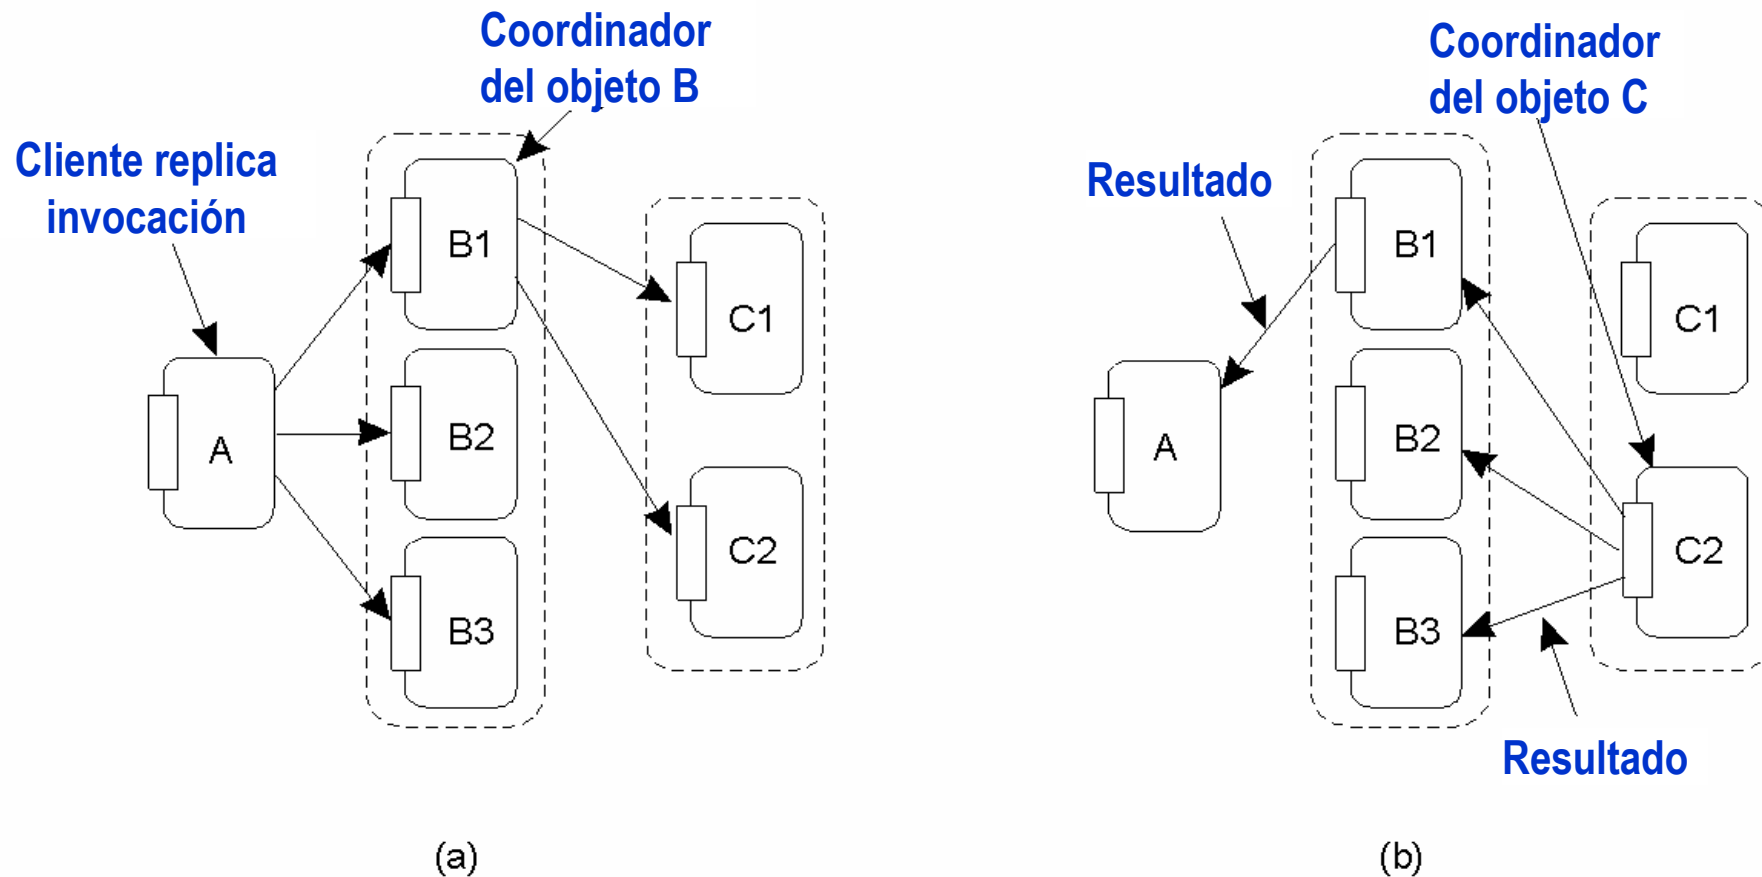 Coordinador
del objeto B
Cliente replica
invocación
A
B1
B2
B3
C1
C2
(a)
Coordinador
del objeto C
Resultado
A
B1
B2
B3
C1
C2
Resultado
(b)